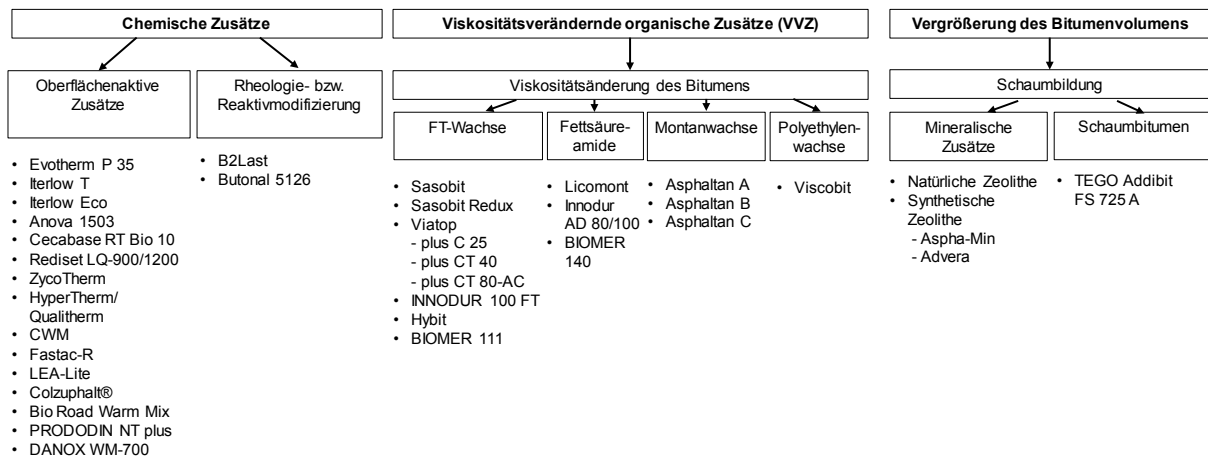 Chemische Zusätze
Oberflächenaktive
Zusätze
• Evotherm P 35
• Iterlow T
• Iterlow Eco
• Anova 1503
• Cecabase RT Bio 10
• Rediset LQ-900/1200
• ZycoTherm
• HyperTherm/
Qualitherm
• CWM
• Fastac-R
• LEA-Lite
• Colzuphalt®
• Bio Road Warm Mix
• PRODODIN NT plus
• DANOX WM-700
Rheologie- bzw.
Reaktivmodifizierung
• B2Last
• Butonal 5126
Viskositätsverändernde organische Zusätze (VVZ)
Viskositätsänderung des Bitumens
FT-Wachse
• Sasobit
• Sasobit Redux
• Viatop
- plus C 25
- plus CT 40
- plus CT 80-AC
• INNODUR 100 FT
• Hybit
• BIOMER 111
Fettsäure-
amide
• Licomont
• Innodur
AD 80/100
• BIOMER
140
Montanwachse
• Asphaltan A
• Asphaltan B
• Asphaltan C
Polyethylen-
wachse
• Viscobit
Vergrößerung des Bitumenvolumens
Schaumbildung
Mineralische
Zusätze
• Natürliche Zeolithe
• Synthetische
Zeolithe
- Aspha-Min
- Advera
Schaumbitumen
• TEGO Addibit
FS 725 A